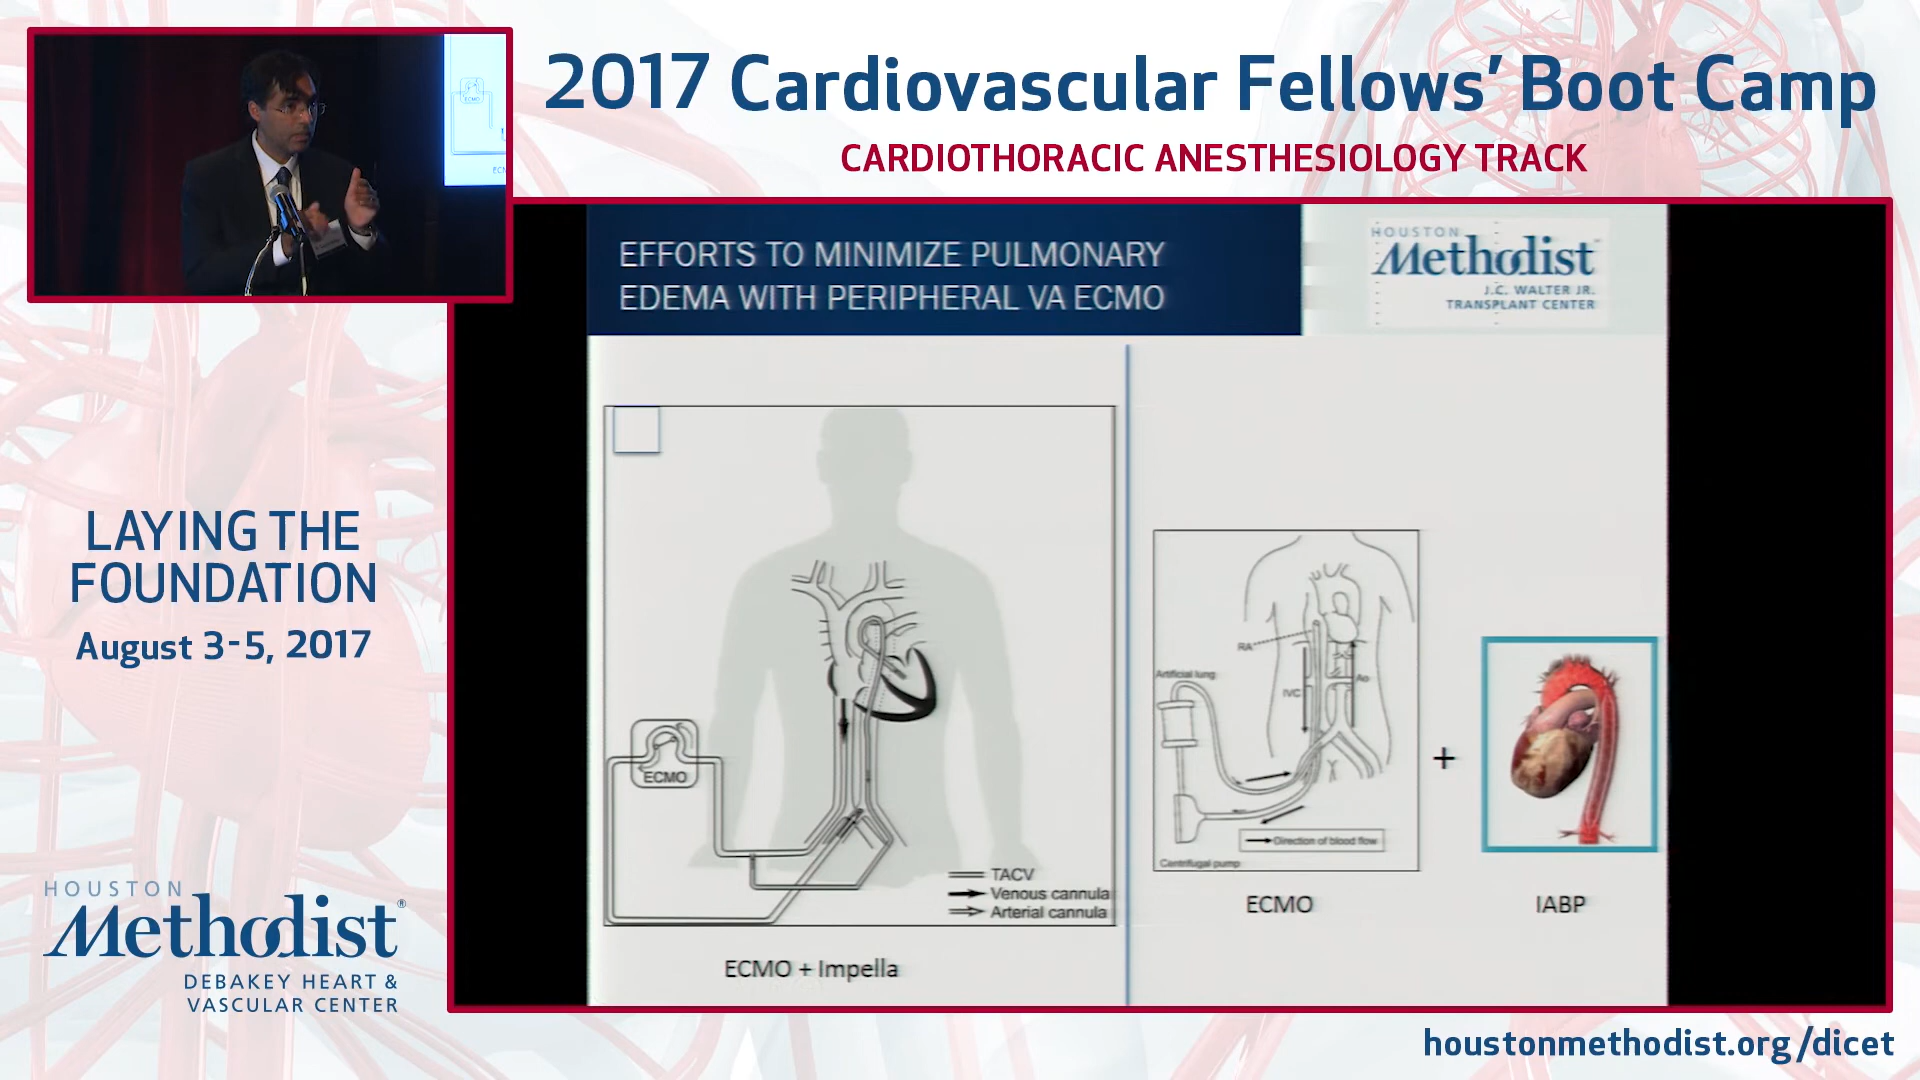 2017 Cardiovascular Fellows' Boot Camp
CARDIOTHORACIC ANESTHESIOLOGY TRACK
ECMO
EFFORTS TO MINIMIZE PULMONARY
EDEMA WITH PERIPHERAL VA ECMO
HOUSTON
Methodist
J.C. WALTER JR.
TRANSPLANT CENTER
ECMO
TACV
Venous cannula
Arterial cannula
ECMO + Impella
RA
Artificial lung
IVC
Ao
Direction of blood flow
Centrifugal pump
ECMO
+
IABP
LAYING THE
FOUNDATION
August 3-5, 2017
HOUSTON
Methodist®
DEBAKEY HEART &
VASCULAR CENTER
houstonmethodist.org/dicet